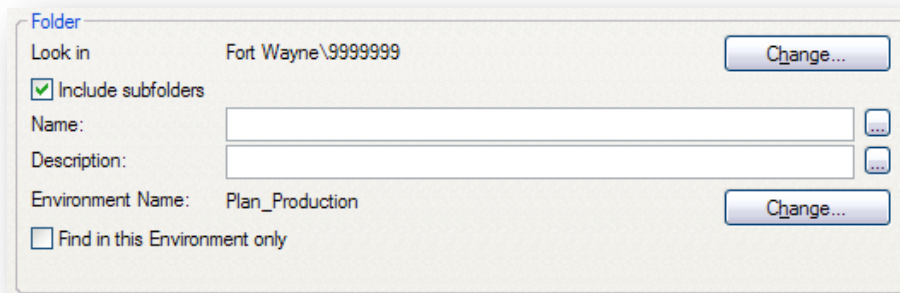 Folder
Look in Fort Wayne\9999999 Change...
Include subfolders
Name: ...
Description: ...
Environment Name: Plan_Production Change...
Find in this Environment only